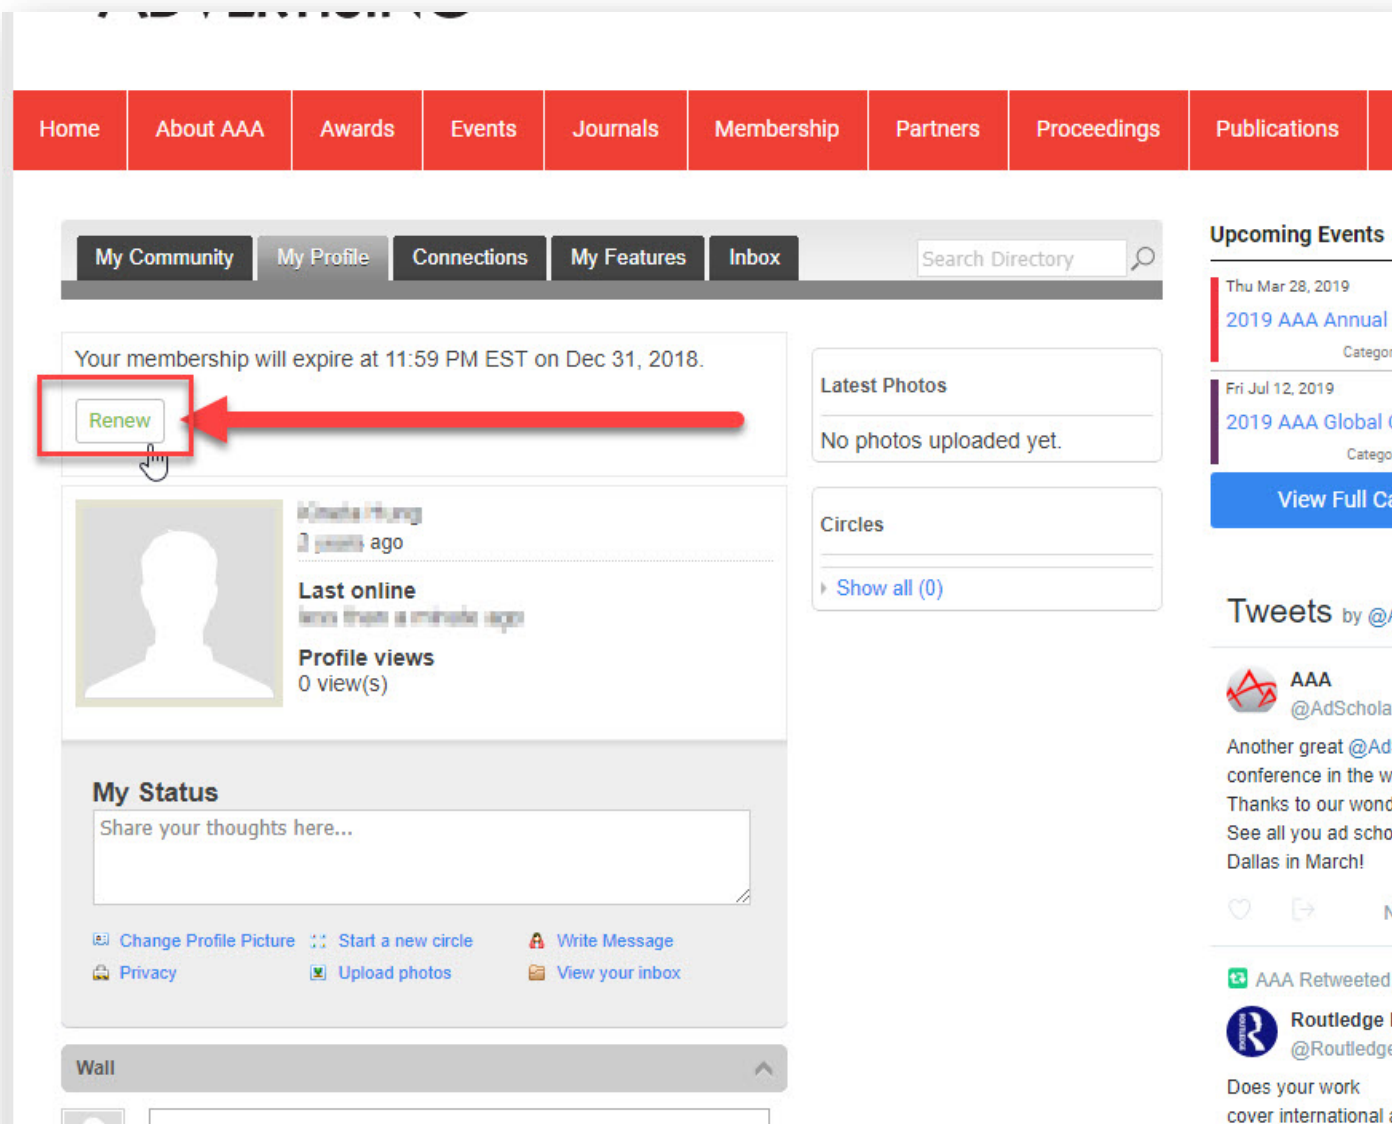 Home About AAA Awards Events Journals Membership Partners Proceedings Publications
My Community My Profile Connections My Features Inbox Search Directory
Your membership will expire at 11:59 PM EST on Dec 31, 2018.
Renew
ago
Last online
Profile views
0 view(s)
My Status
Share your thoughts here...
Change Profile Picture Start a new circle Write Message
Privacy Upload photos View your inbox
Wall
Latest Photos
No photos uploaded yet.
Circles
Show all (0)
Upcoming Events
Thu Mar 28, 2019
2019 AAA Annual
Fri Jul 12, 2019
2019 AAA Global
View Full
Tweets by
AAA
Another great
conference in the
Thanks to our
See all you ad
Dallas in March!
AAA Retweeted
Routledge
Does your work
cover international